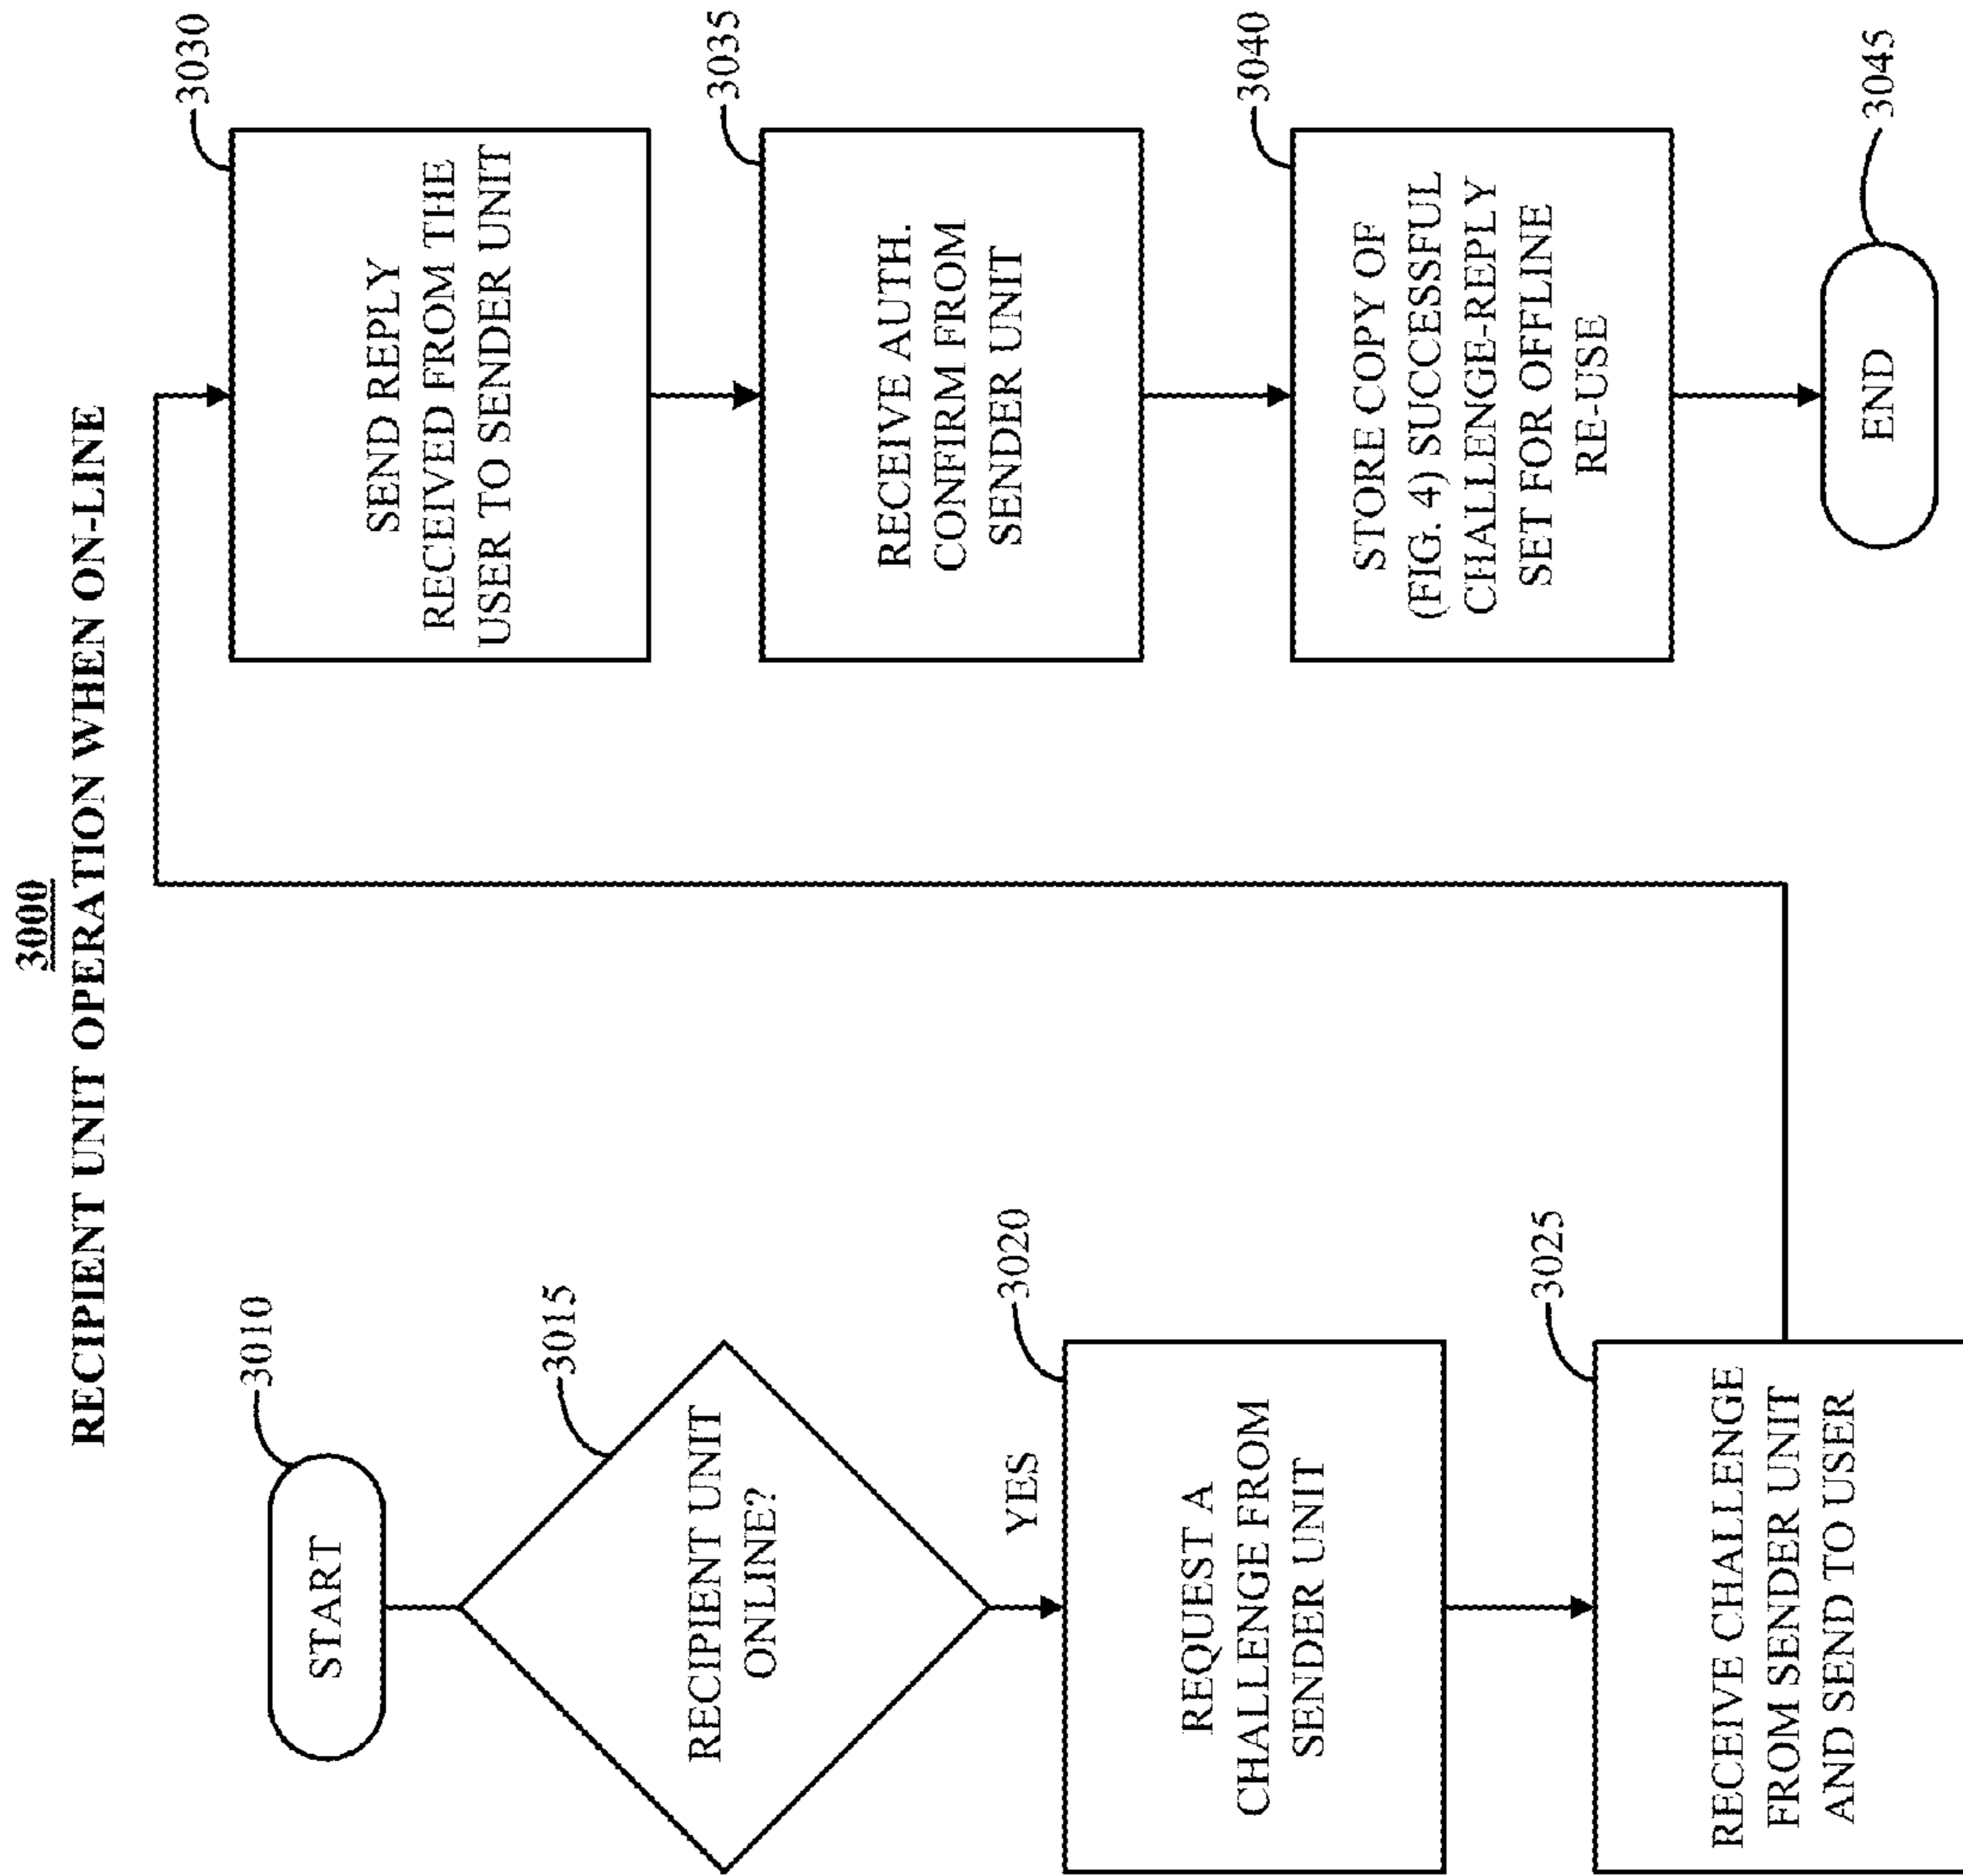 3000
RECIPIENT UNIT OPERATION WHEN ON-LINE
3010
START
3015
RECIPIENT UNIT
ONLINE?
YES
3020
REQUEST A
CHALLENGE FROM
SENDER UNIT
3025
RECEIVE CHALLENGE
FROM SENDER UNIT
AND SEND TO USER
3030
SEND REPLY
RECEIVED FROM THE
USER TO SENDER UNIT
3035
RECEIVE AUTH.
CONFIRM FROM
SENDER UNIT
3040
STORE COPY OF
(FIG. 4) SUCCESSFUL
CHALLENG-REPLY
SET FOR OFFLINE
RE-USE
3045
END